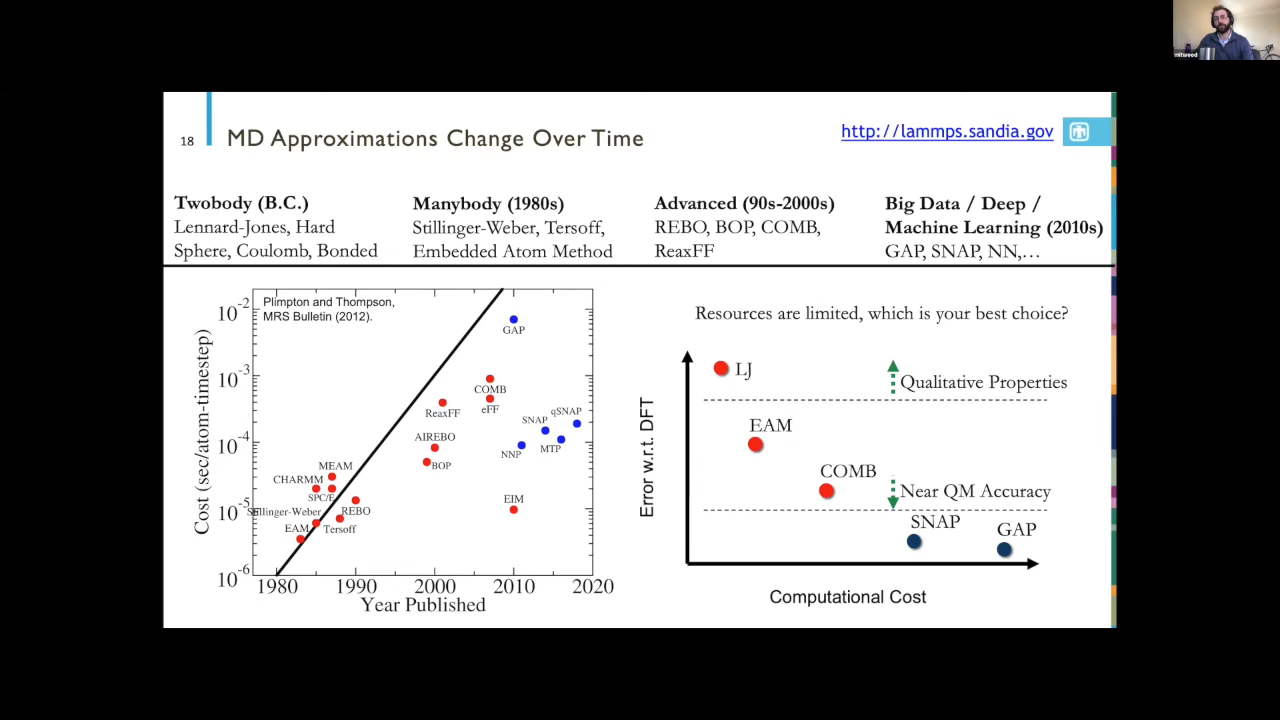 mitwood
18
MD Approximations Change Over Time
http://lammps.sandia.gov
Twobody (B.C.)
Lennard-Jones, Hard
Sphere, Coulomb, Bonded
Manybody (1980s)
Stillinger-Weber, Tersoff,
Embedded Atom Method
Advanced (90s-2000s)
REBO, BOP, COMB,
ReaxFF
Big Data / Deep /
Machine Learning (2010s)
GAP, SNAP, NN,…
Plimpton and Thompson,
MRS Bulletin (2012).
Cost (sec/atom-timestep)
10^-2
10^-3
10^-4
10^-5
10^-6
GAP
COMB
eFF
ReaxFF
qSNAP
SNAP
MTP
NNP
AIREBO
BOP
MEAM
CHARMM
SPC/E
EIM
REBO
Stillinger-Weber
Tersoff
EAM
1980
1990
2000
2010
2020
Year Published
Resources are limited, which is your best choice?
Error w.r.t. DFT
LJ
Qualitative Properties
EAM
COMB
Near QM Accuracy
SNAP
GAP
Computational Cost